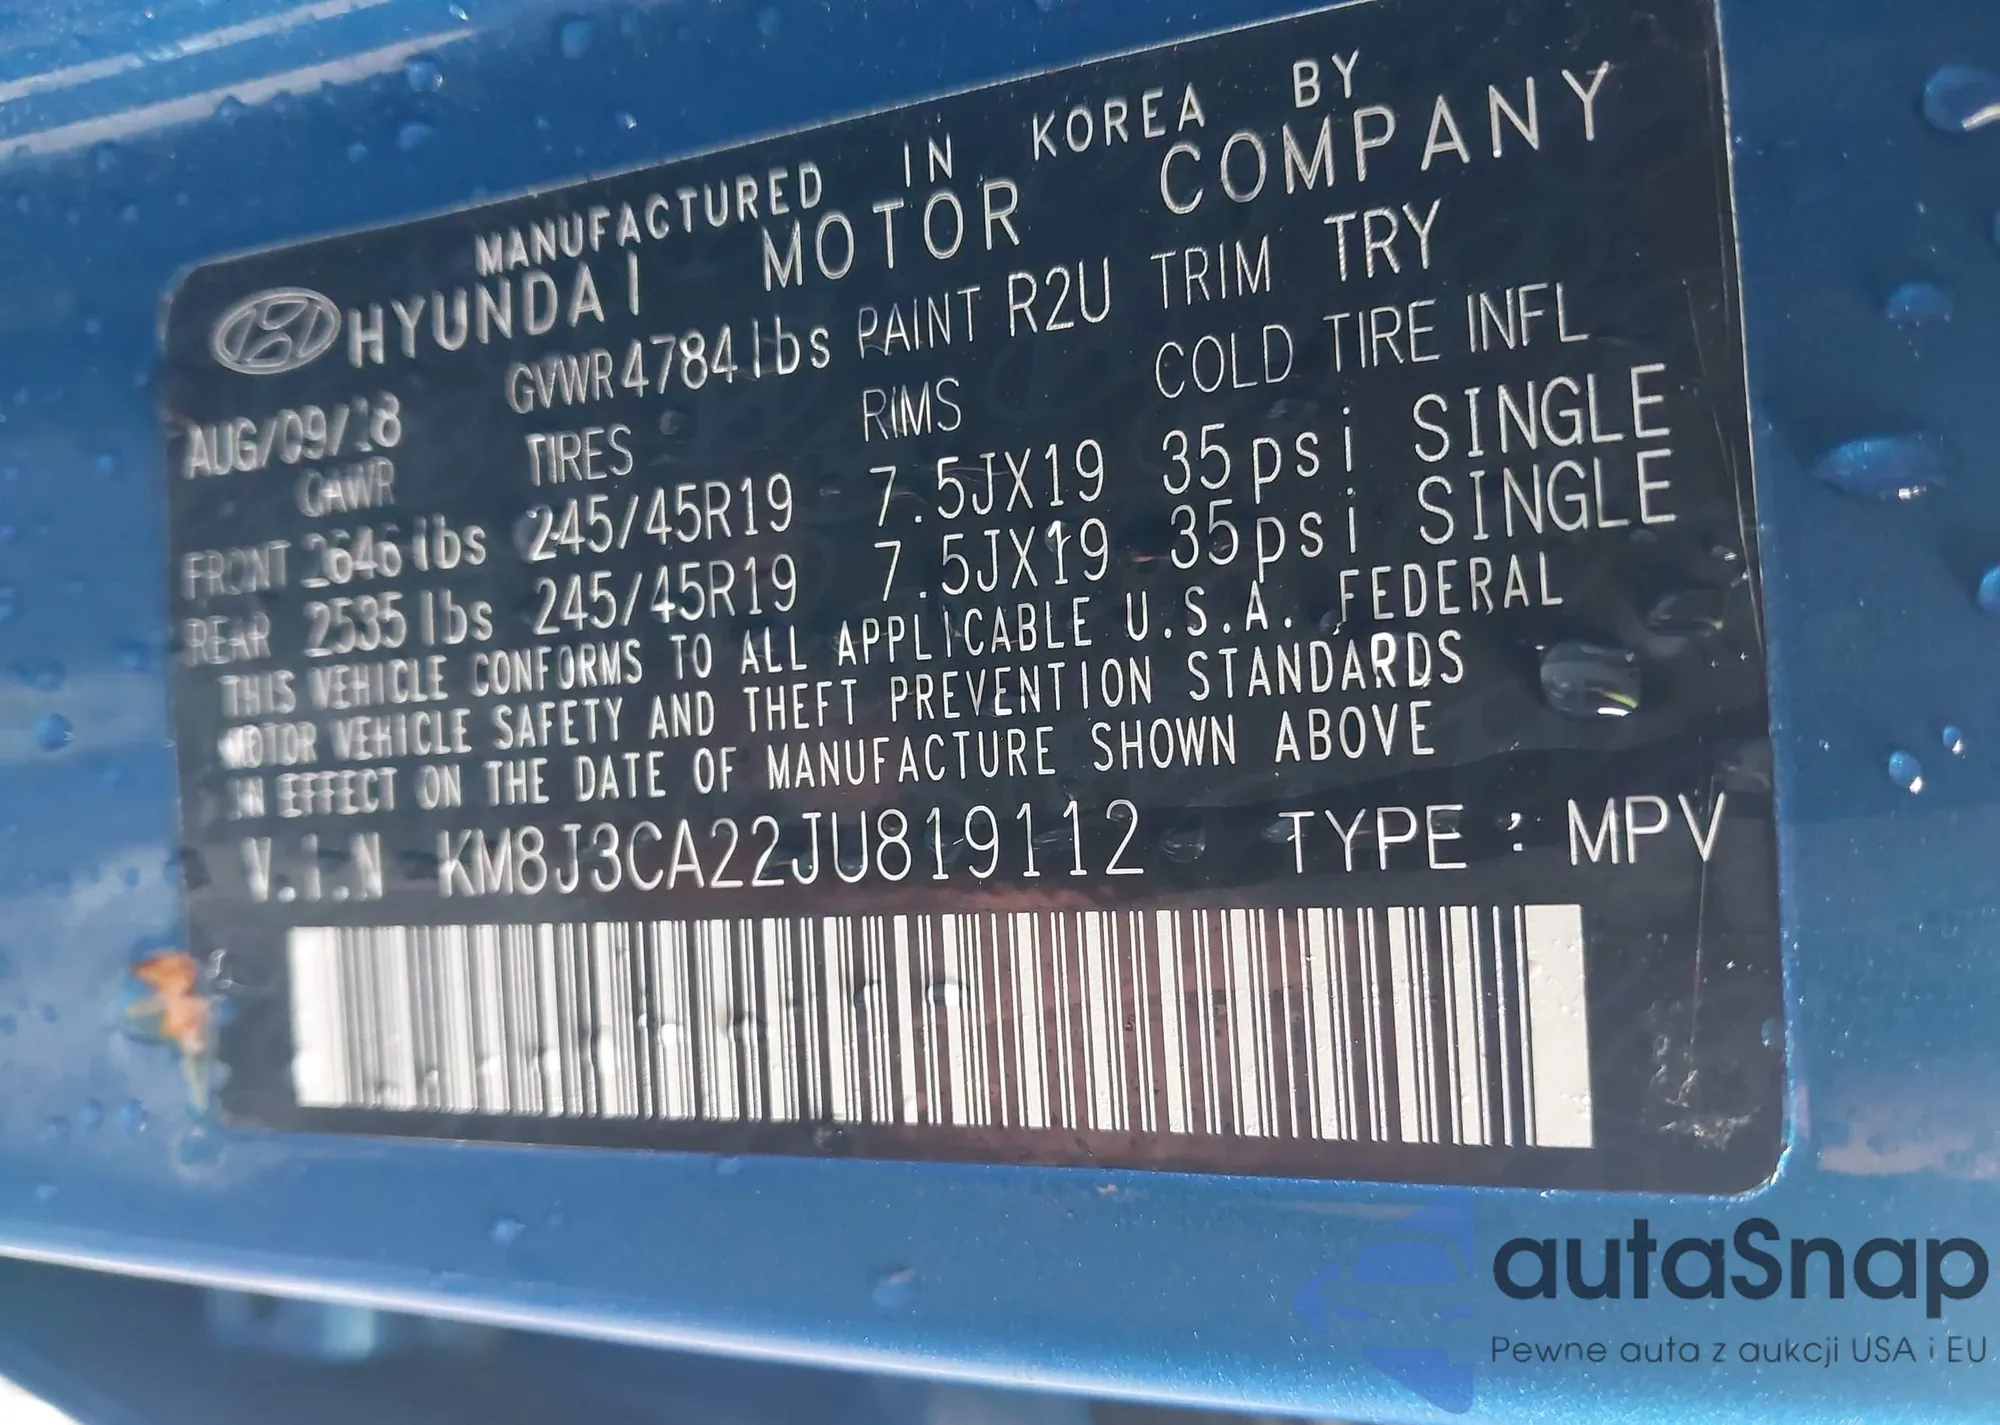 MANUFACTURED IN KOREA BY
HYUNDAI MOTOR COMPANY
AUG/09/18 GVWR 4784 lbs PAINT R2U TRIM TRY
GAWR TIRES RIMS COLD TIRE INFL
FRONT 2646 lbs 245/45R19 7.5JX19 35psi SINGLE
REAR 2535 lbs 245/45R19 7.5JX19 35psi SINGLE
THIS VEHICLE CONFORMS TO ALL APPLICABLE U.S.A. FEDERAL
MOTOR VEHICLE SAFETY AND THEFT PREVENTION STANDARDS
IN EFFECT ON THE DATE OF MANUFACTURE SHOWN ABOVE
V.I.N KM8J3CA22JU819112 TYPE : MPV
autaSnap
Pewne auta z aukcji USA i EU